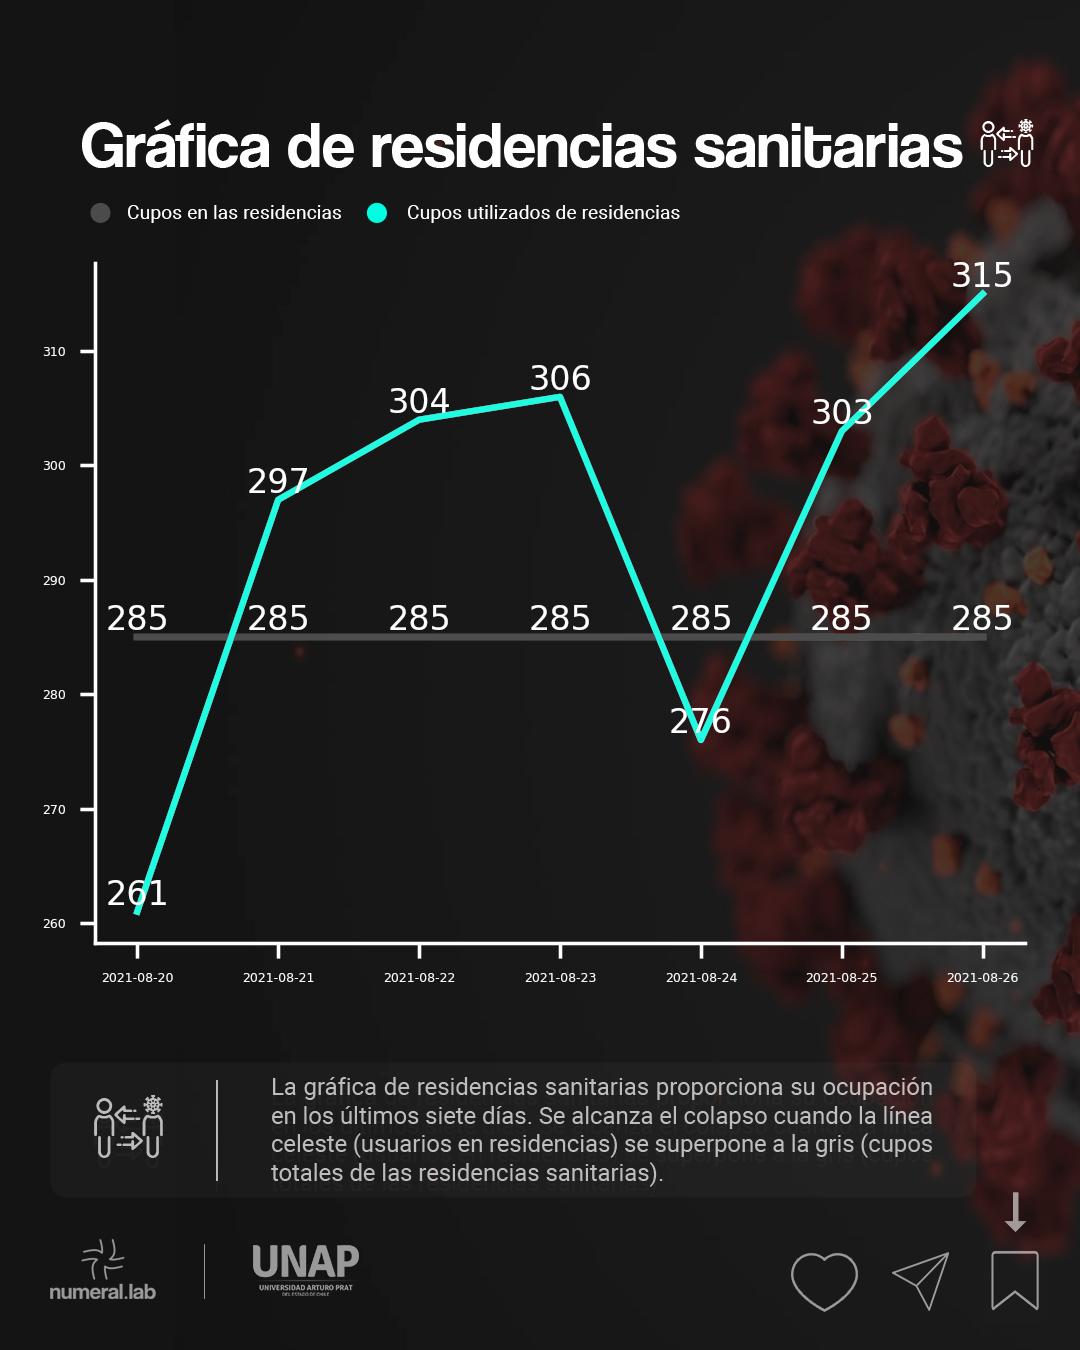 Gráfica de residencias sanitarias
Cupos en las residencias
Cupos utilizados de residencias
315
310
306
304
303
300
297
290
285 285 285 285 285 285 285
280
276
270
261
260
2021-08-20 2021-08-21 2021-08-22 2021-08-23 2021-08-24 2021-08-25 2021-08-26
La gráfica de residencias sanitarias proporciona su ocupación
en los últimos siete días. Se alcanza el colapso cuando la línea
celeste (usuarios en residencias) se superpone a la gris (cupos
totales de las residencias sanitarias).
numeral.lab
UNAP
UNIVERSIDAD ARTURO PRAT
DEL ESTADO DE CHILE